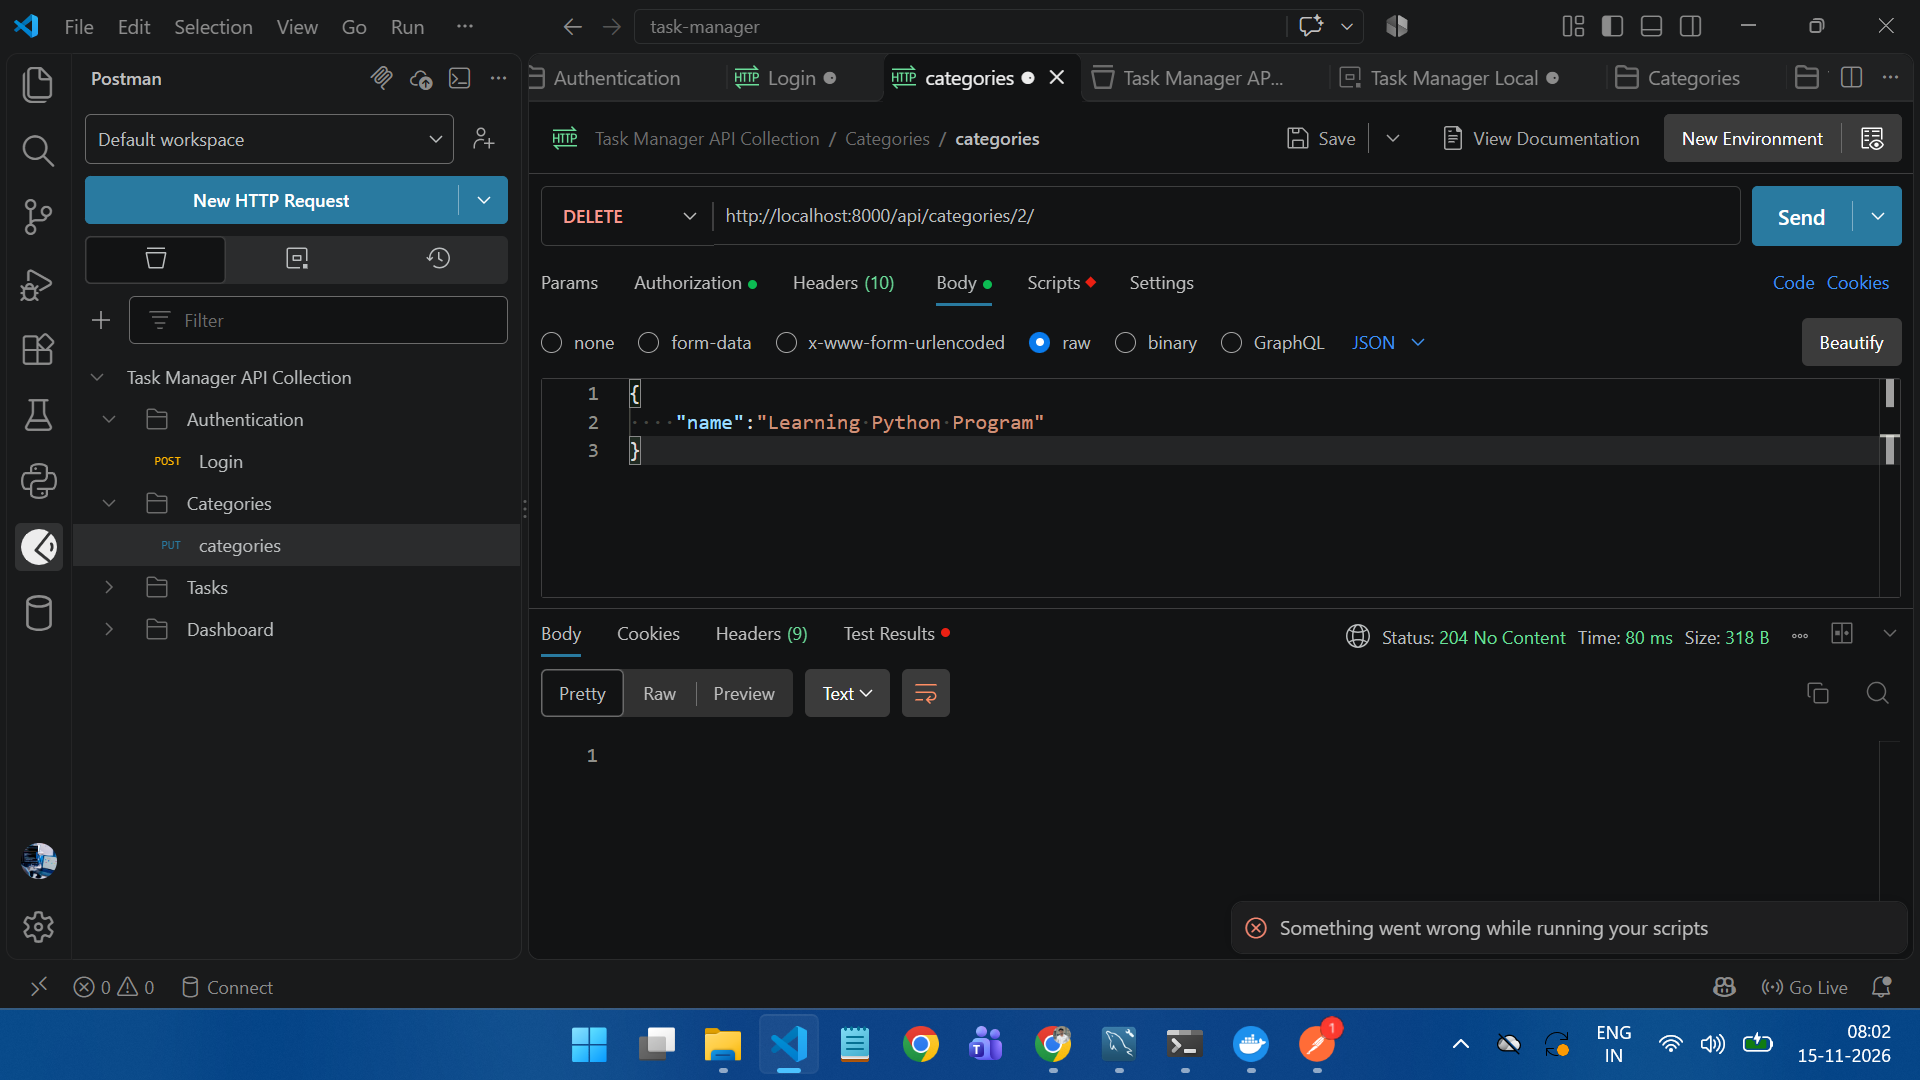 File Edit Selection View Go Run ...
task-manager
Postman
Default workspace
New HTTP Request
Filter
Task Manager API Collection
Authentication
POST Login
Categories
PUT categories
Tasks
Dashboard
Authentication
HTTP Login
HTTP categories
Task Manager AP...
Task Manager Local
Categories
HTTP Task Manager API Collection / Categories / categories
Save
View Documentation
New Environment
DELETE http://localhost:8000/api/categories/2/
Send
Params Authorization Headers (10) Body Scripts Settings
Code Cookies
none form-data x-www-form-urlencoded raw binary GraphQL JSON
Beautify
1 {
2 "name":"Learning Python Program"
3 }
Body Cookies Headers (9) Test Results
Status: 204 No Content Time: 80 ms Size: 318 B
Pretty Raw Preview Text
1
Something went wrong while running your scripts
0 0 Connect
Go Live
T
1
ENG
IN
08:02
15-11-2026